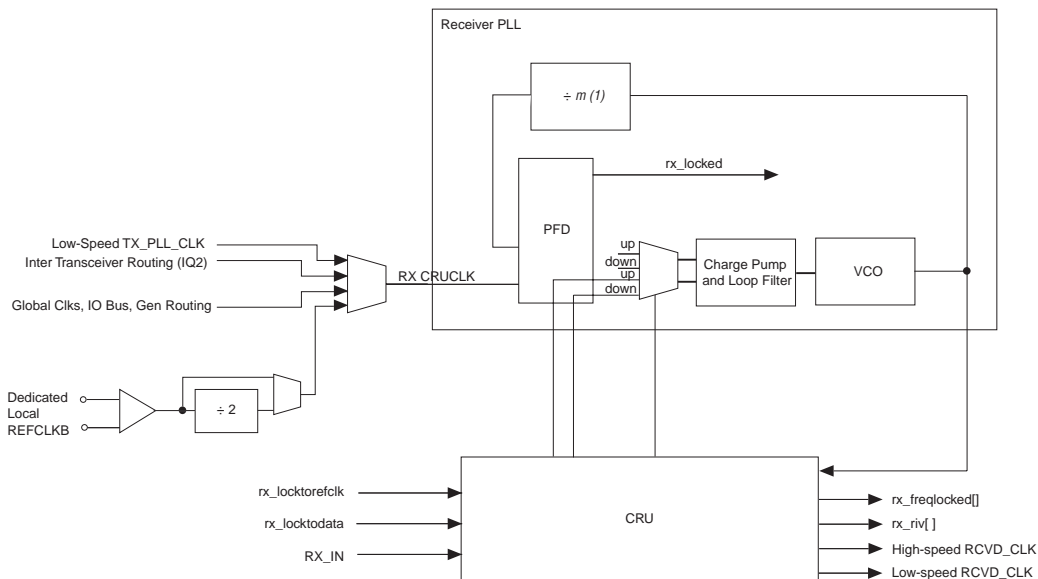 Receiver PLL
÷ m (1)
rx_locked
PFD
Low-Speed TX_PLL_CLK
Inter Transceiver Routing (IQ2)
Global Clks, IO Bus, Gen Routing
RX CRUCLK
up
down
up
down
Charge Pump
and Loop Filter
VCO
Dedicated
Local
REFCLKB
÷ 2
rx_locktorefclk
rx_locktodata
RX_IN
CRU
rx_freqlocked[]
rx_rlv[ ]
High-speed RCVD_CLK
Low-speed RCVD_CLK